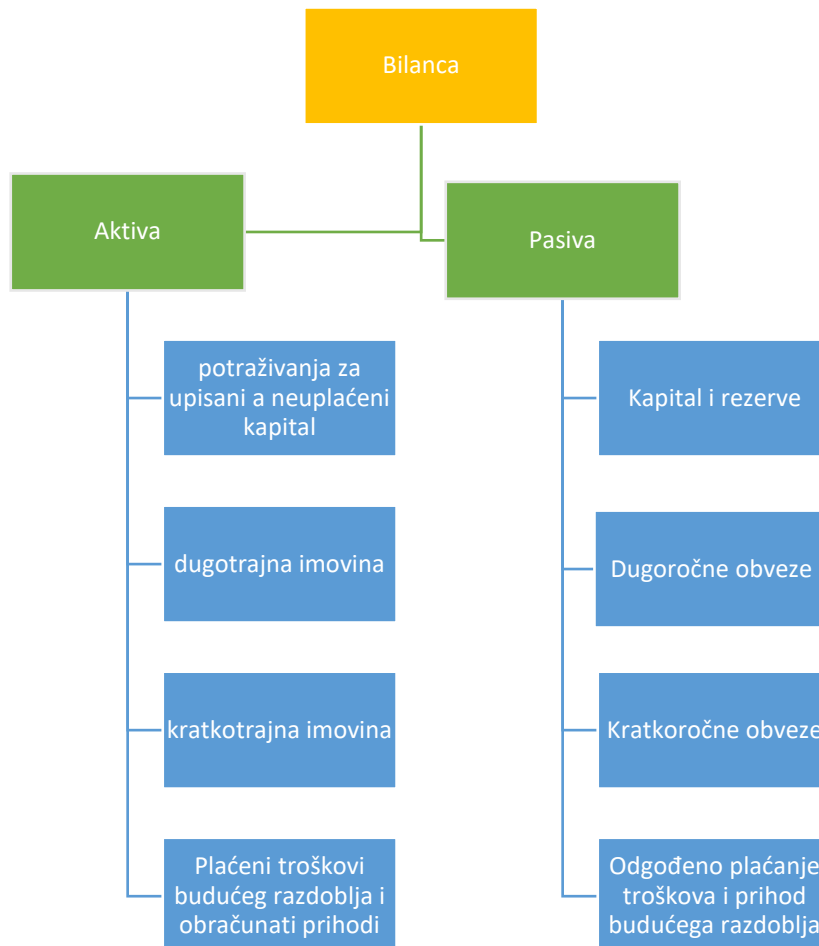 Bilanca
Aktiva
Pasiva
potraživanja za
upisani a neuplaćeni
kapital
dugotrajna imovina
kratkotrajna imovina
Plaćeni troškovi
budućeg razdoblja i
obračunati prihodi
Kapital i rezerve
Dugoročne obveze
Kratkoročne obveze
Odgođeno plaćanje
troškova i prihod
budućega razdoblja